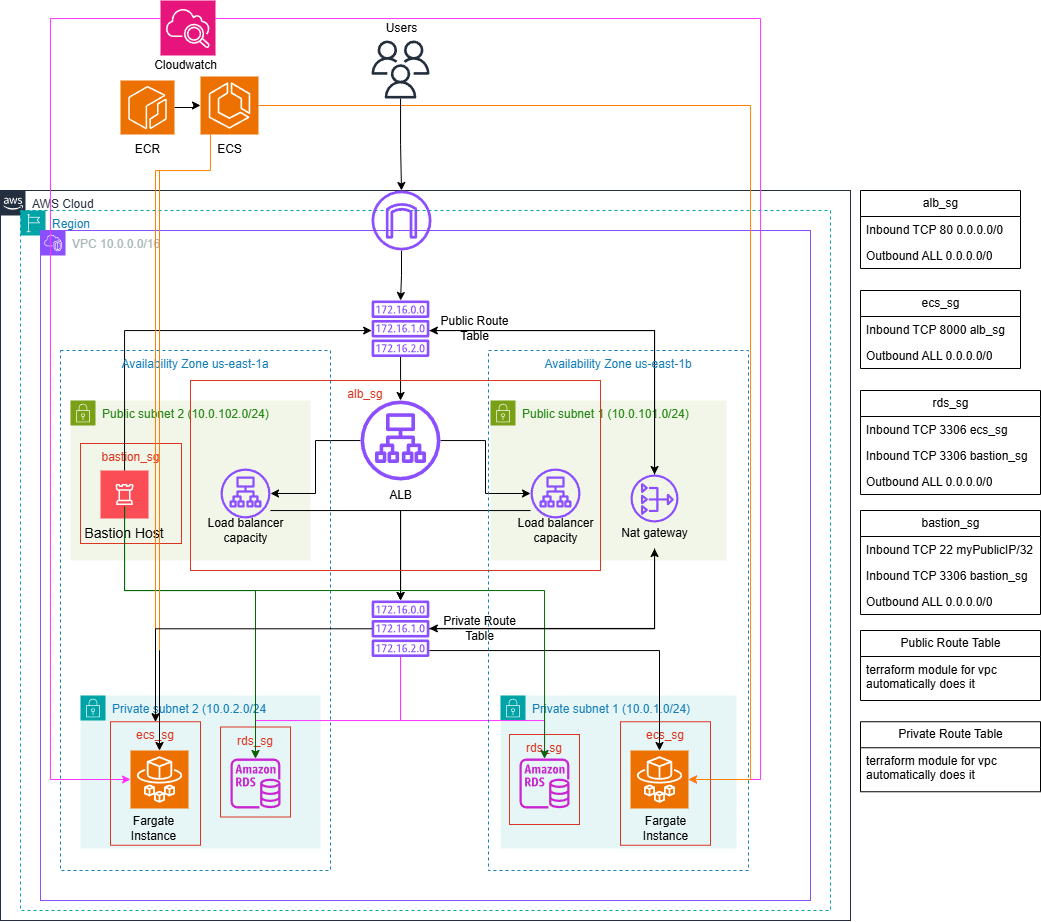 Users
Cloudwatch
ECR
ECS
aws
AWS Cloud
Region
VPC 10.0.0.0/16
172.16.0.0
172.16.1.0
172.16.2.0
Public Route
Table
Availability Zone us-east-1a
Availability Zone us-east-1b
alb_sg
Public subnet 2 (10.0.102.0/24)
Public subnet 1 (10.0.101.0/24)
bastion_sg
Bastion Host
ALB
Load balancer
capacity
Load balancer
capacity
Nat gateway
172.16.0.0
172.16.1.0
172.16.2.0
Private Route
Table
Private subnet 2 (10.0.2.0/24
Private subnet 1 (10.0.1.0/24)
ecs_sg
rds_sg
rds_sg
ecs_sg
Amazon
RDS
Amazon
RDS
Fargate
Instance
Fargate
Instance
alb_sg
Inbound TCP 80 0.0.0.0/0
Outbound ALL 0.0.0.0/0
ecs_sg
Inbound TCP 8000 alb_sg
Outbound ALL 0.0.0.0/0
rds_sg
Inbound TCP 3306 ecs_sg
Inbound TCP 3306 bastion_sg
Outbound ALL 0.0.0.0/0
bastion_sg
Inbound TCP 22 myPublicIP/32
Inbound TCP 3306 bastion_sg
Outbound ALL 0.0.0.0/0
Public Route Table
terraform module for vpc
automatically does it
Private Route Table
terraform module for vpc
automatically does it